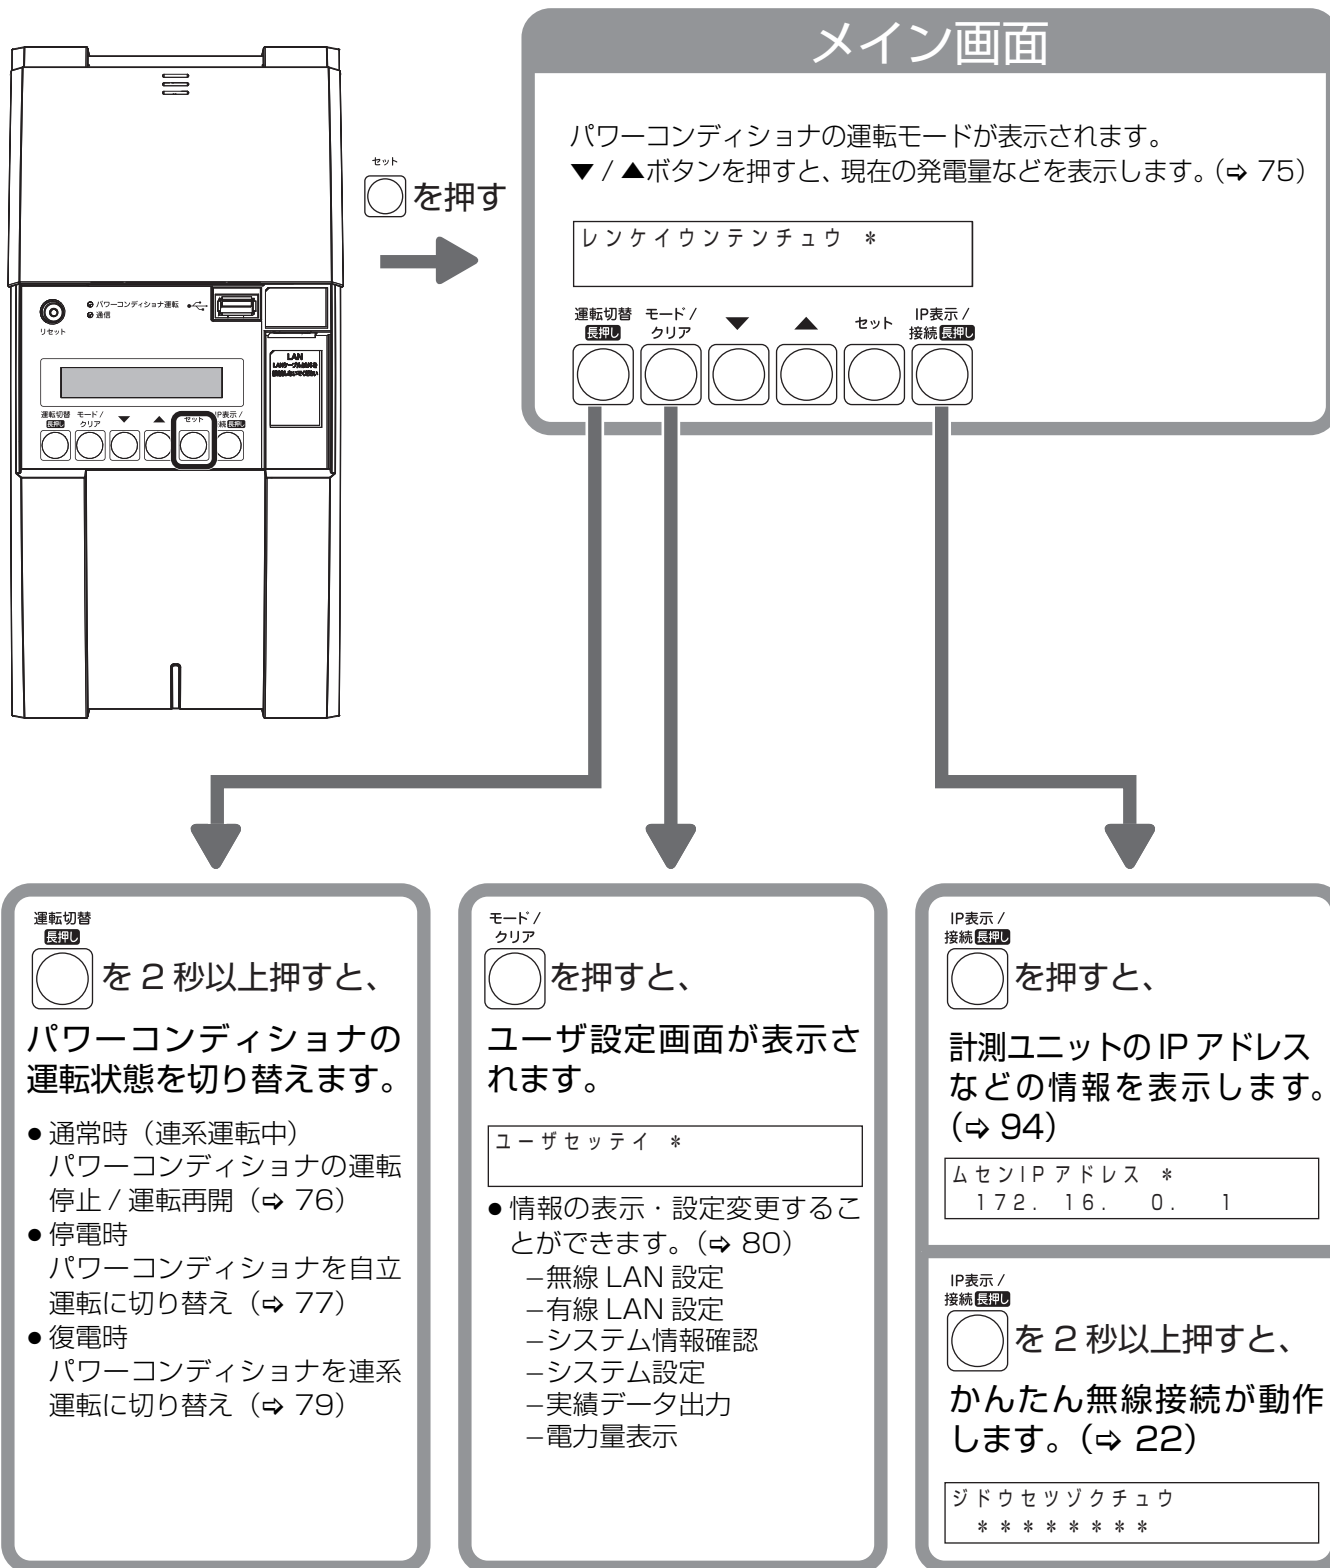 メイン画面
パワーコンディショナの運転モードが表示されます。
▼ / ▲ボタンを押すと、現在の発電量などを表示します。(⇨ 75)
レンケイウンテンチュウ ＊
運転切替 長押し
モード / クリア
▼
▲
セット
IP表示 / 接続 長押し
セット
を押す
リセット
パワーコンディショナ運転
通信
LAN
運転切替 長押し
モード / クリア
▼
▲
セット
IP表示 /
長押し
運転切替
長押し
を 2 秒以上押すと、
パワーコンディショナの
運転状態を切り替えます。
● 通常時（連系運転中）
パワーコンディショナの運転
停止 / 運転再開（⇨ 76）
● 停電時
パワーコンディショナを自立
運転に切り替え（⇨ 77）
● 復電時
パワーコンディショナを連系
運転に切り替え（⇨ 79）
モード /
クリア
を押すと、
ユーザ設定画面が表示さ
れます。
ユーザセッテイ ＊
● 情報の表示・設定変更するこ
とができます。（⇨ 80）
−無線 LAN 設定
−有線 LAN 設定
−システム情報確認
−システム設定
−実績データ出力
−電力量表示
IP表示 /
接続 長押し
を押すと、
計測ユニットの IP アドレス
などの情報を表示します。
（⇨ 94）
ムセンIP アドレス ＊
172. 16. 0. 1
IP表示 /
接続 長押し
を 2 秒以上押すと、
かんたん無線接続が動作
します。（⇨ 22）
ジドウセツゾクチュウ
＊＊＊＊＊＊＊＊